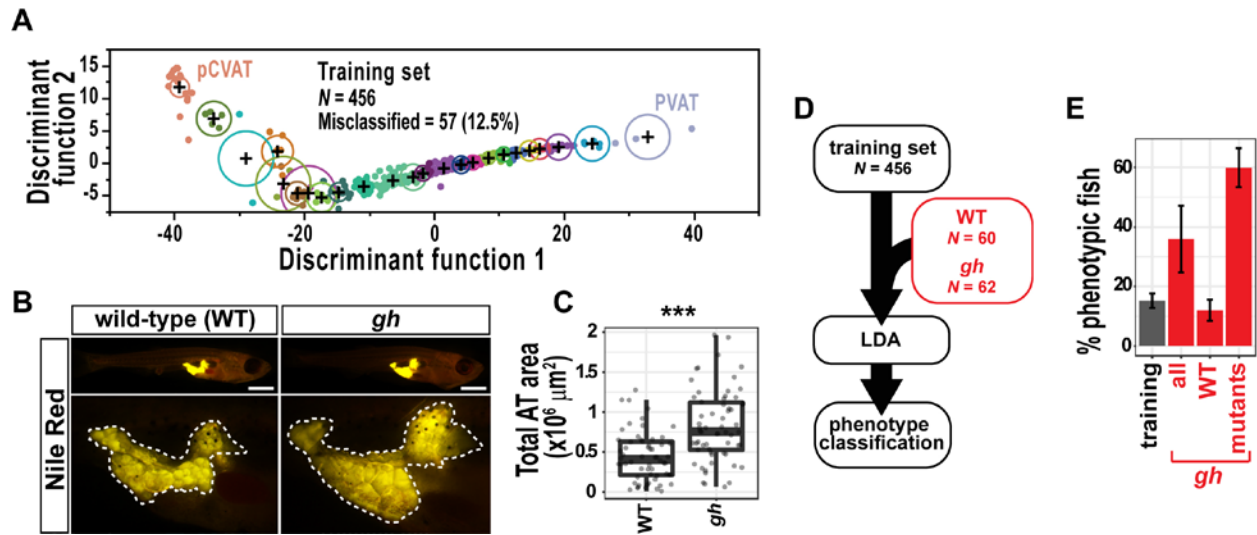 A
Discriminant
function 2
15
10
5
0
-5
pCVAT
Training set
N = 456
Misclassified = 57 (12.5%)
PVAT
-40
-20
0
20
40
Discriminant function 1
B
wild-type (WT)
gh
Nile Red
C
***
Total AT area
(x10⁶ µm²)
2
1.5
1
0.5
0
WT
gh
D
training set
N = 456
WT
N = 60
gh
N = 62
LDA
phenotype
classification
E
% phenotypic fish
60
40
20
0
training
all
WT
mutants
gh